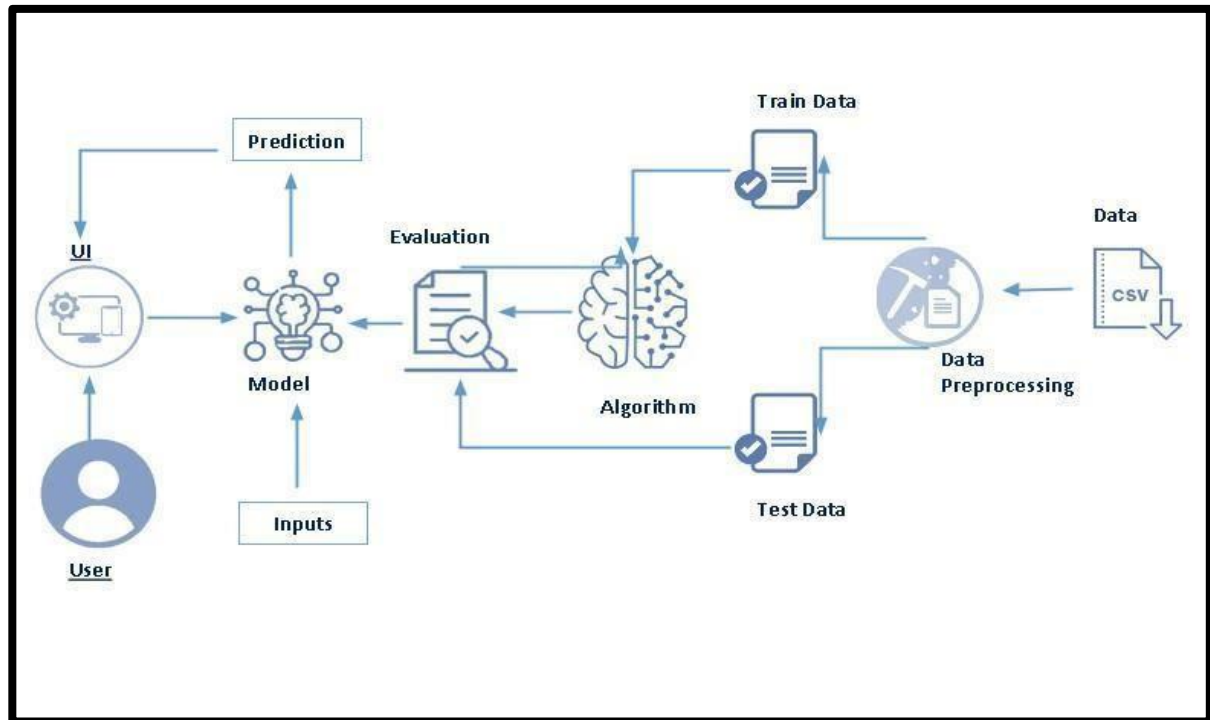 Train Data
Prediction
Data
UI
Evaluation
CSV
Model
Data
Preprocessing
Algorithm
Inputs
Test Data
User